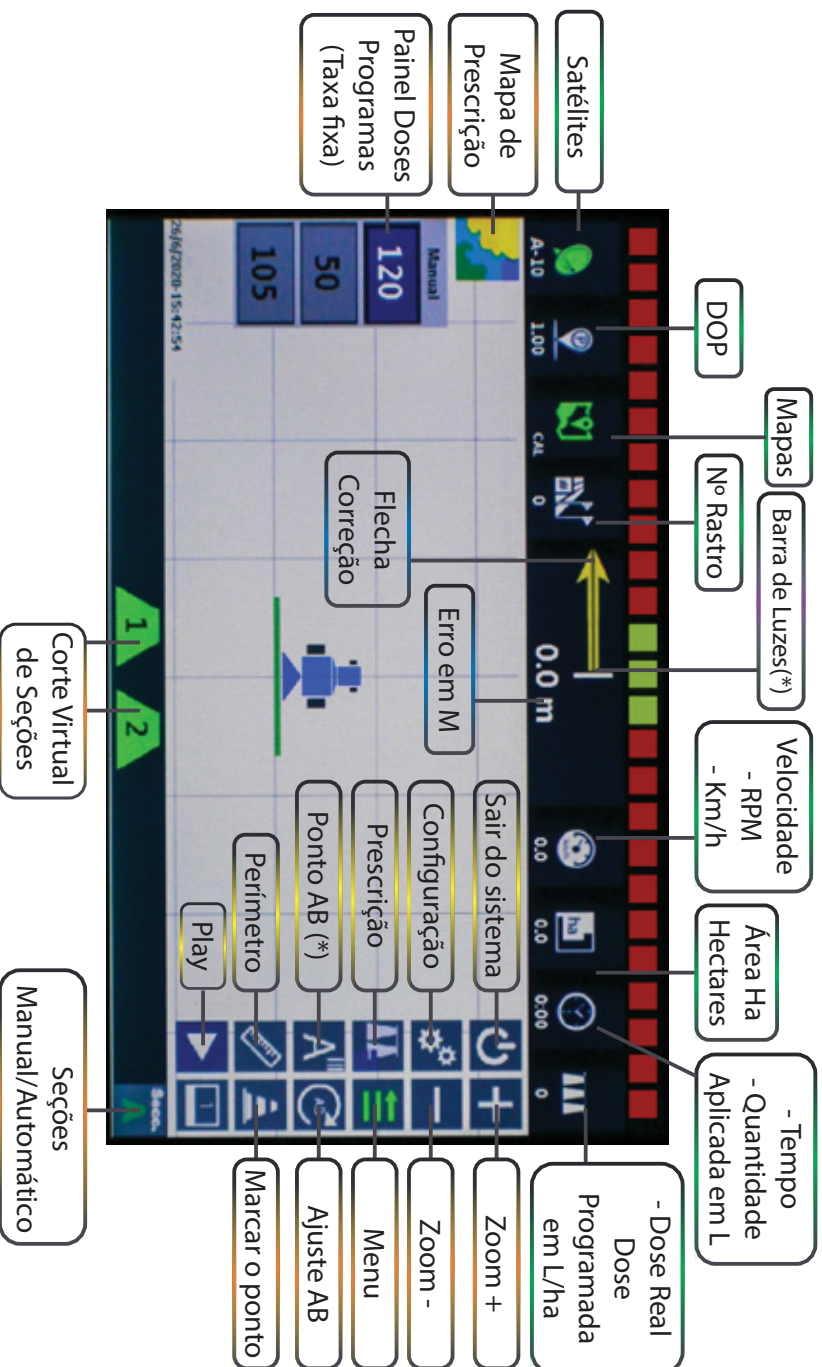 Satélites
DOP
Mapas
Nº Rastro
Barra de Luzes(*)
Velocidade
- RPM
- Km/h
Área Ha
Hectares
- Tempo
- Quantidade
Aplicada em L
- Dose Real
Dose
Programada
em L/ha
Mapa de
Prescrição
Painel Doses
Programas
(Taxa fixa)
A-10
1.00
CAL
0
0.0 m
0.0
ha
0.0
0:00
0
Manual
120
50
105
Flecha
Correção
Erro em M
Sair do sistema
Configuração
Prescrição
Ponto AB (*)
Perímetro
Play
Zoom +
Zoom -
Menu
Ajuste AB
Marcar o ponto
26/6/2020-15:42:54
1
2
Secc.
A
Corte Virtual
de Seções
Seções
Manual/Automático